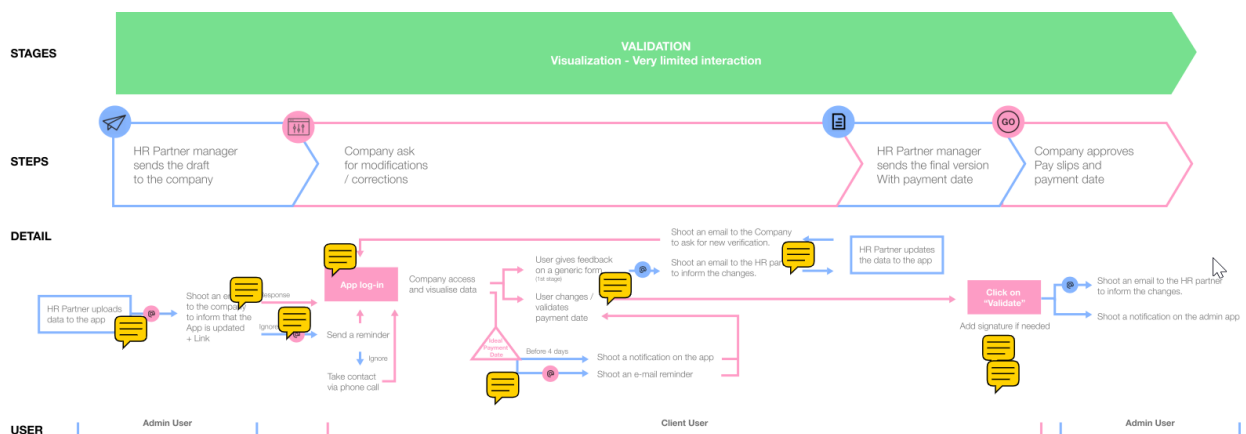 STAGES
VALIDATION
Visualization - Very limited interaction
STEPS
HR Partner manager
sends the draft
to the company
Company ask
for modifications
/ corrections
HR Partner manager
sends the final version
With payment date
GO
Company approves
Pay slips and
payment date
DETAIL
HR Partner uploads
data to the app
@
Shoot an
to the company
to inform that the
App is updated
+ Link
Ignore
@
App log-in
Send a reminder
Ignore
Take contact
via phone call
Company access
and visualise data
User gives feedback
on a generic form
(1st stage)
User changes /
validates
payment date
Shoot an email to the Company
to ask for new verification.
@
Shoot an email to the HR
to inform the changes.
HR Partner updates
the data to the app
Ideal
Payment
Date
Before 4 days
Shoot a notification on the app
@
Shoot an e-mail reminder
Click on
“Validate”
Add signature if needed
@
Shoot an email to the HR partner
to inform the changes.
Shoot a notification on the admin app
USER
Admin User
Client User
Admin User